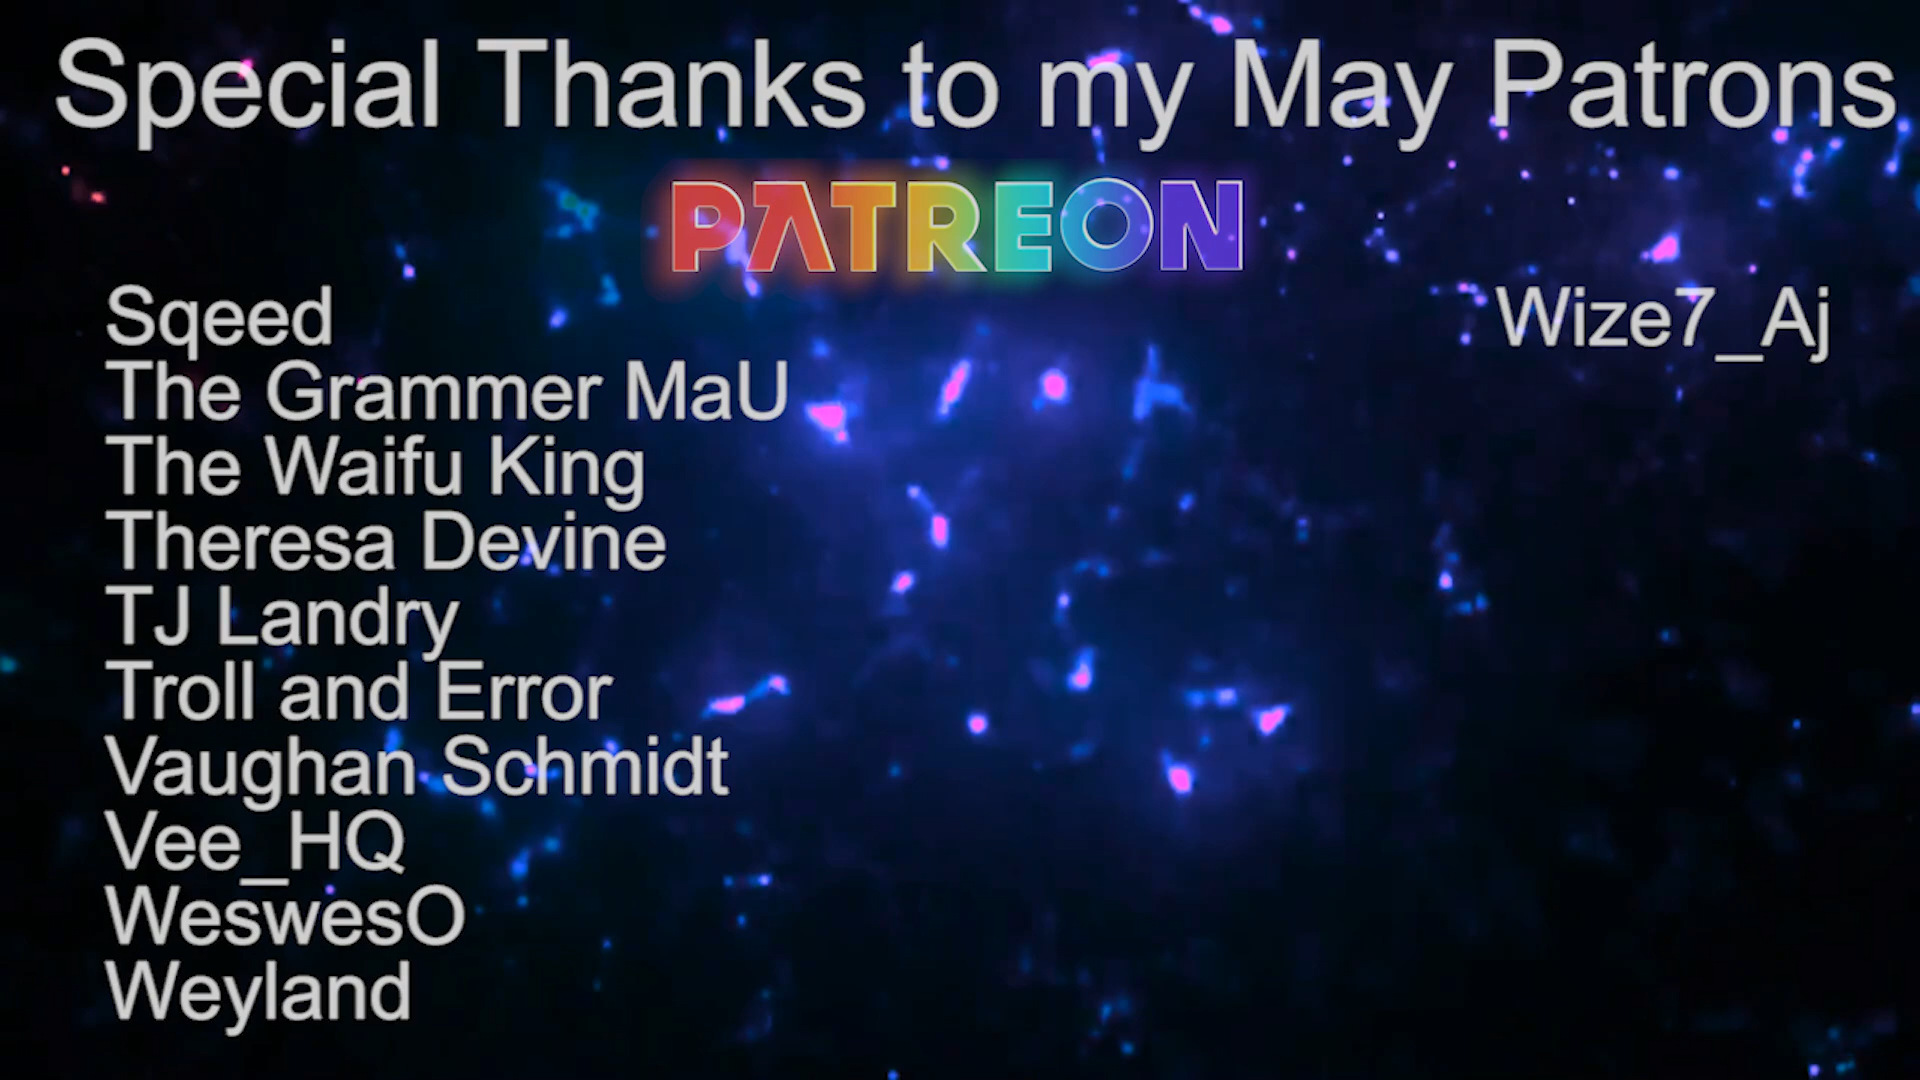 Special Thanks to my May Patrons
PATREON
Sqeed
The Grammer MaU
The Waifu King
Theresa Devine
TJ Landry
Troll and Error
Vaughan Schmidt
Vee_HQ
WeswesO
Weyland
Wize7_Aj